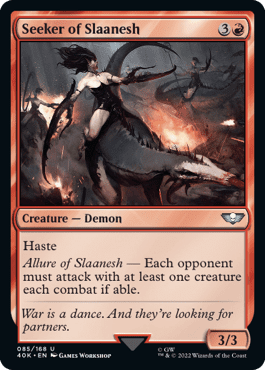 Seeker of Slaanesh 3
Creature — Demon
Haste
Allure of Slaanesh — Each opponent
must attack with at least one creature
each combat if able.
War is a dance. And they're looking for
partners.
3/3
085/168 U
40K • EN GAMES WORKSHOP
© GW
™ & © 2022 Wizards of the Coast